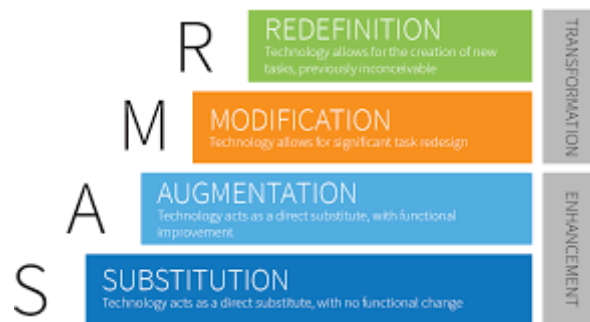 R
REDEFINITION
Technology allows for the creation of new
tasks, previously inconceivable
M
MODIFICATION
Technology allows for significant task redesign
TRANSFORMATION
A
AUGMENTATION
Technology acts as a direct substitute, with functional
improvement
S
SUBSTITUTION
Technology acts as a direct substitute, with no functional change
ENHANCEMENT